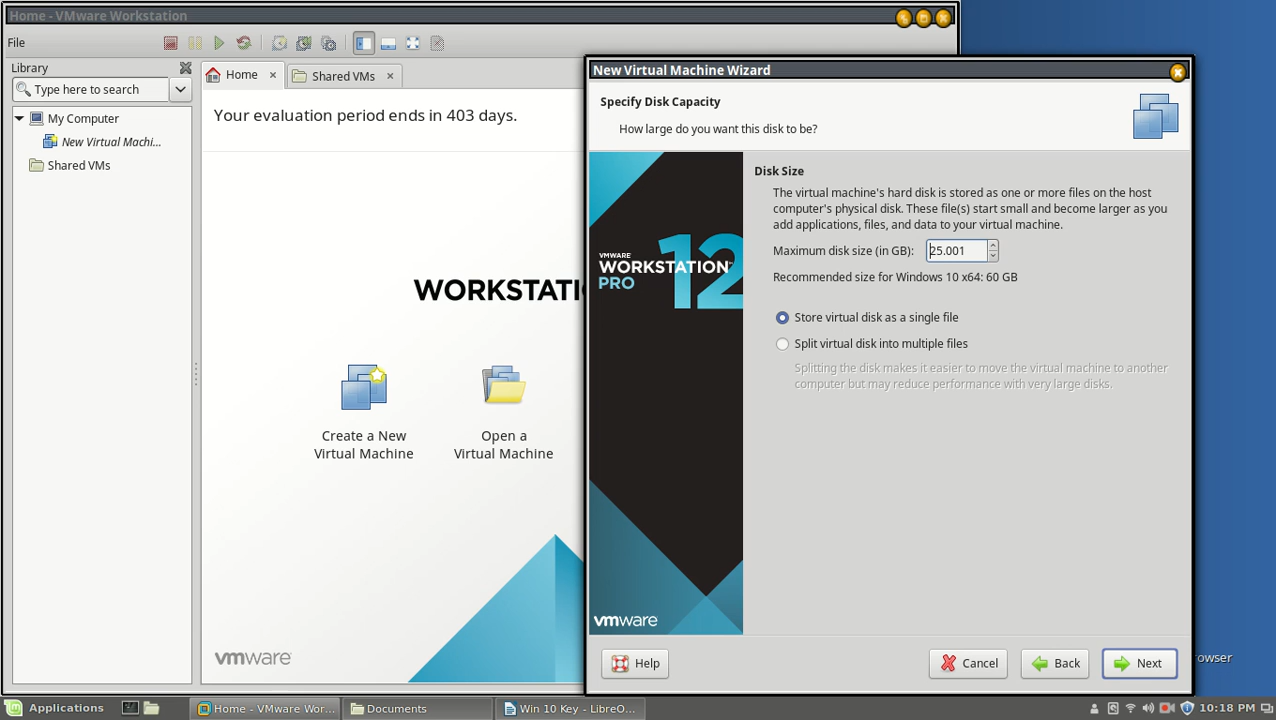 Home - VMware Workstation
File
Library
Type here to search
My Computer
New Virtual Machi...
Shared VMs
Home
Shared VMs
Your evaluation period ends in 403 days.
WORKSTATI
Create a New
Virtual Machine
Open a
Virtual Machine
vmware
New Virtual Machine Wizard
Specify Disk Capacity
How large do you want this disk to be?
VMWARE
WORKSTATION™
PRO
12
vmware
Disk Size
The virtual machine's hard disk is stored as one or more files on the host
computer's physical disk. These file(s) start small and become larger as you
add applications, files, and data to your virtual machine.
Maximum disk size (in GB): 25.001
Recommended size for Windows 10 x64: 60 GB
Store virtual disk as a single file
Split virtual disk into multiple files
Splitting the disk makes it easier to move the virtual machine to another
computer but may reduce performance with very large disks.
Help
Cancel
Back
Next
rowser
Applications
Home - VMware Wor...
Documents
Win 10 Key - LibreO...
10:18 PM